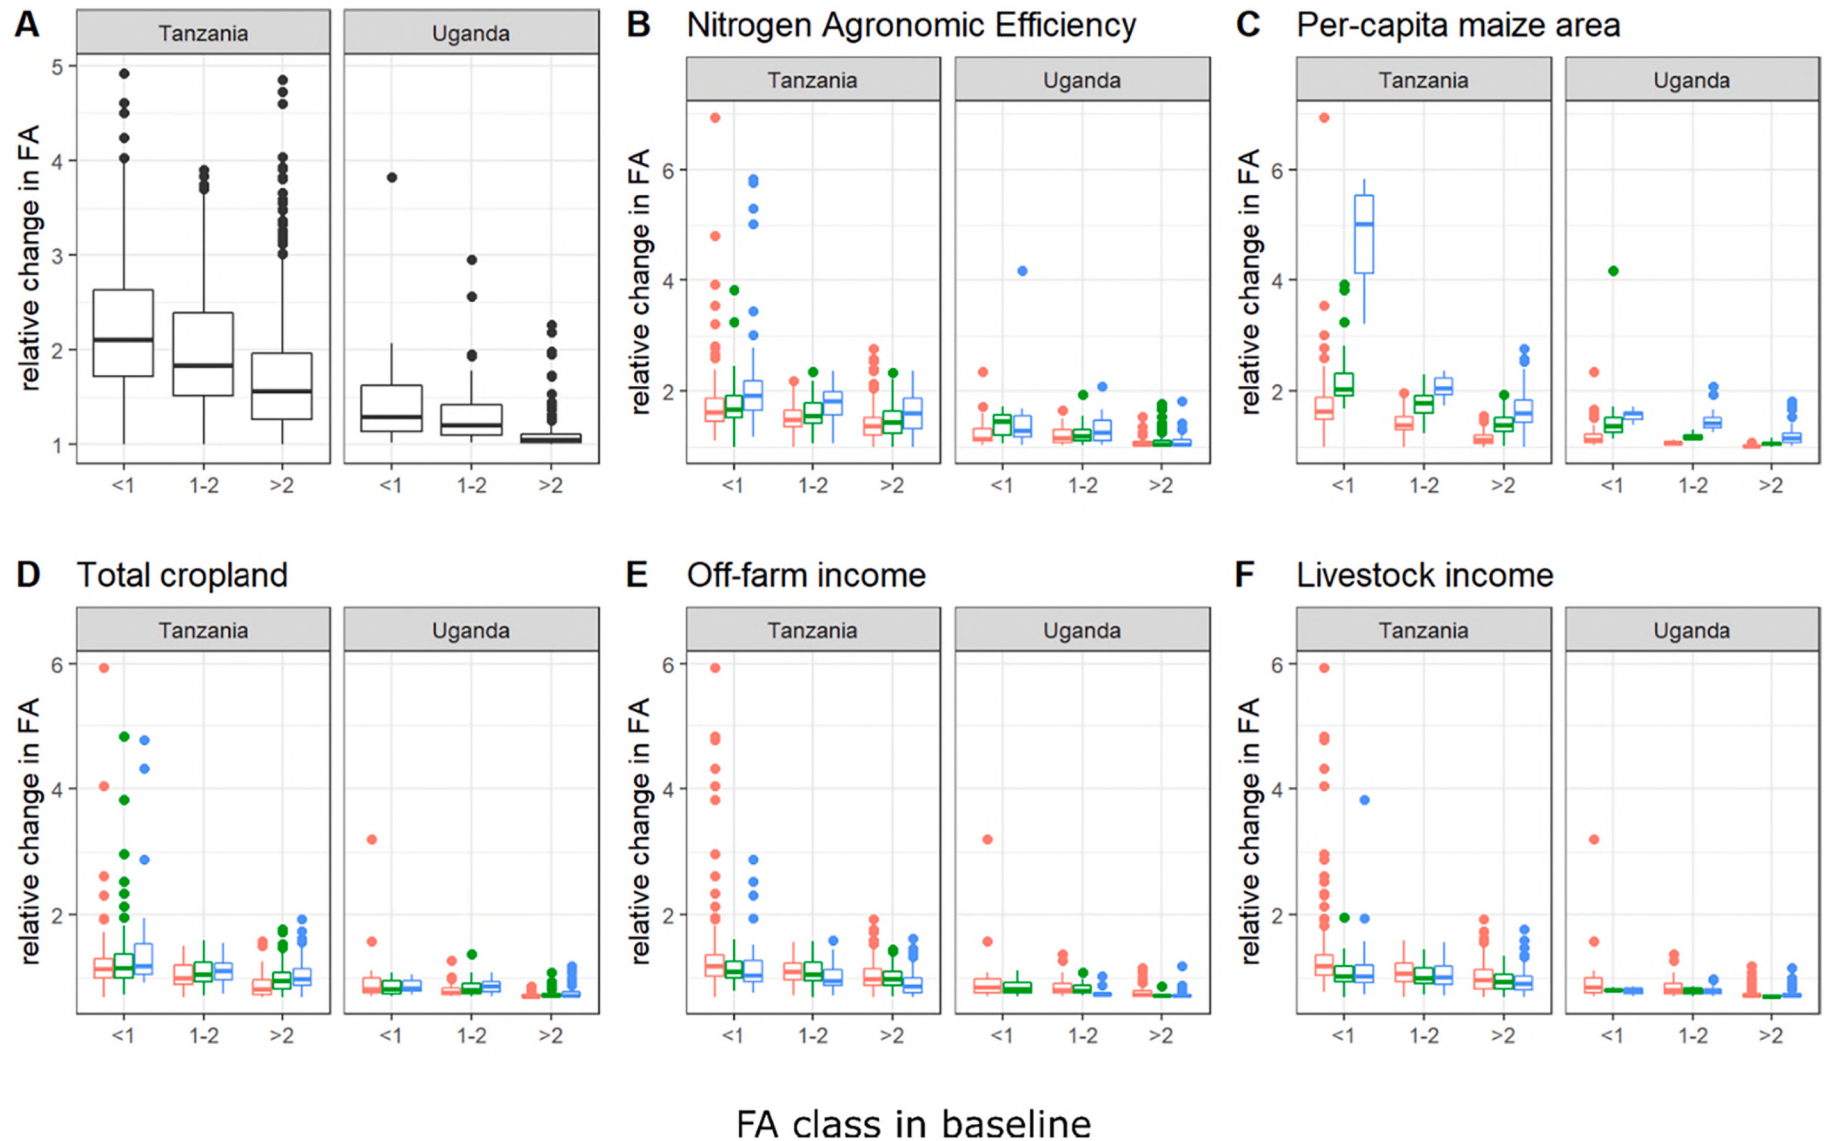 A
Tanzania Uganda
relative change in FA
5
4
3
2
1
<1 1-2 >2 <1 1-2 >2
B Nitrogen Agronomic Efficiency
Tanzania Uganda
relative change in FA
6
4
2
<1 1-2 >2 <1 1-2 >2
C Per-capita maize area
Tanzania Uganda
relative change in FA
6
4
2
<1 1-2 >2 <1 1-2 >2
D Total cropland
Tanzania Uganda
relative change in FA
6
4
2
<1 1-2 >2 <1 1-2 >2
E Off-farm income
Tanzania Uganda
relative change in FA
6
4
2
<1 1-2 >2 <1 1-2 >2
F Livestock income
Tanzania Uganda
relative change in FA
6
4
2
<1 1-2 >2 <1 1-2 >2
FA class in baseline